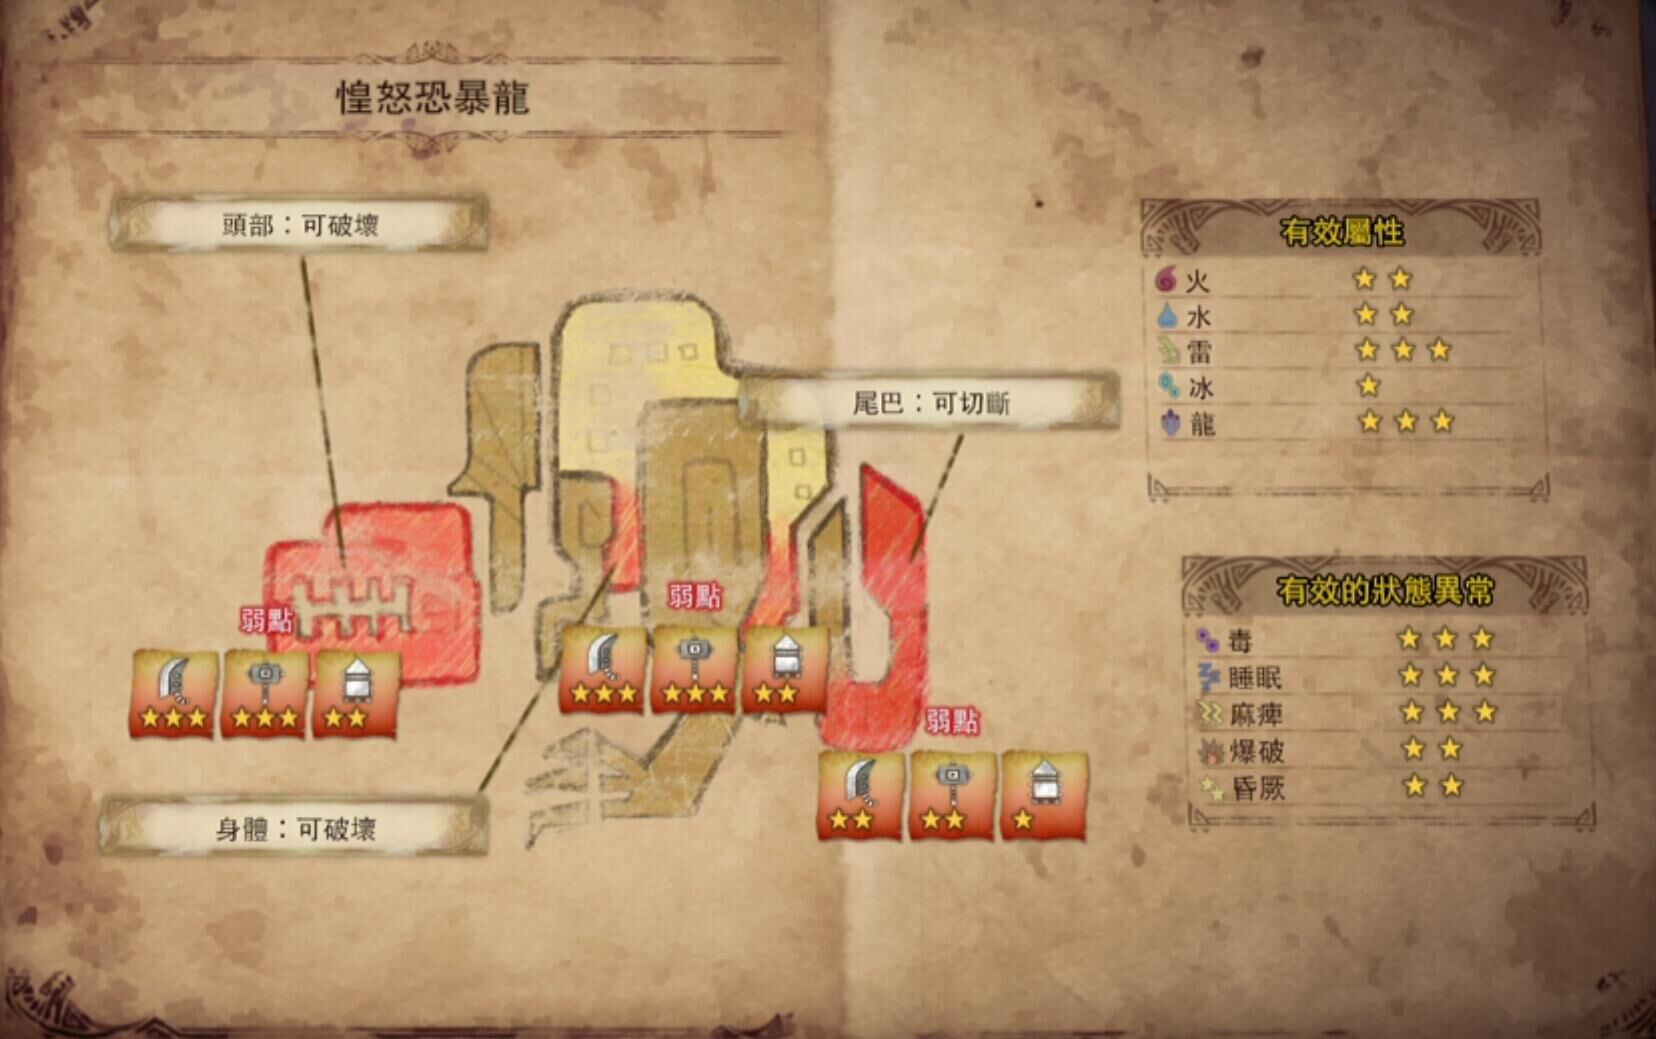 惶怒恐暴龍
頭部：可破壞
尾巴：可切斷
弱點
弱點
弱點
身體：可破壞
有效屬性
火
水
雷
冰
龍
有效的狀態異常
毒
睡眠
麻痺
爆破
昏厥